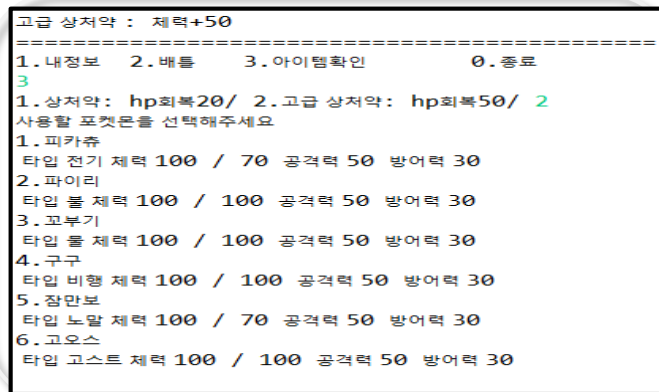 고급 상처약 : 체력+50
=============================================
1.내정보 2.배틀 3.아이템확인 0.종료
3
1.상처약: hp회복20/ 2.고급 상처약: hp회복50/ 2
사용할 포켓몬을 선택해주세요
1.피카츄
타입 전기 체력 100 / 70 공격력 50 방어력 30
2.파이리
타입 불 체력 100 / 100 공격력 50 방어력 30
3.꼬부기
타입 물 체력 100 / 100 공격력 50 방어력 30
4.구구
타입 비행 체력 100 / 100 공격력 50 방어력 30
5.잠만보
타입 노말 체력 100 / 70 공격력 50 방어력 30
6.고오스
타입 고스트 체력 100 / 100 공격력 50 방어력 30